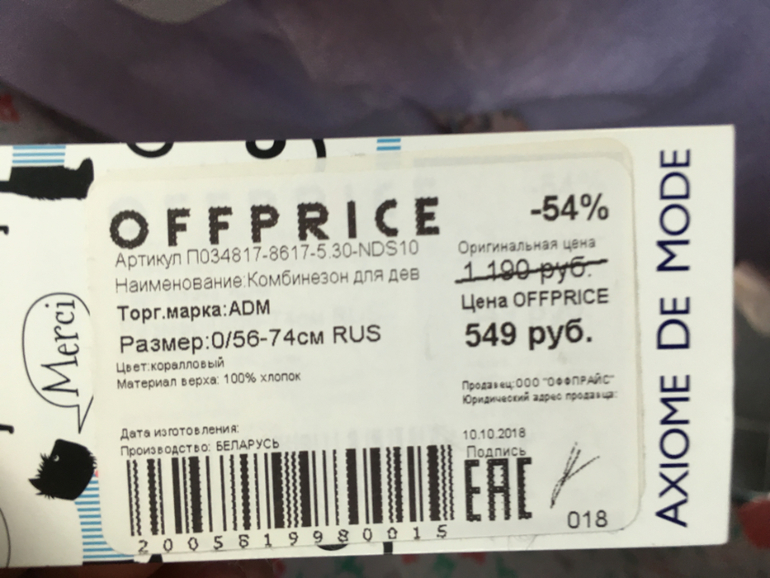 OFFPRICE
-54%
Артикул П034817-8617-5.30-NDS10
Наименование:Комбинезон для дев
Торг.марка:ADM
Размер:0/56-74см RUS
Цвет:коралловый
Материал верха: 100% хлопок
Оригинальная цена
1 190 руб.
Цена OFFPRICE
549 руб.
Продавец:ООО "ОФФПРАЙС"
Юридический адрес продавца:
Дата изготовления:
Производство: БЕЛАРУСЬ
10.10.2018
Подпись
EAC
018
2005819980015
Merci
AXIOME DE MODE